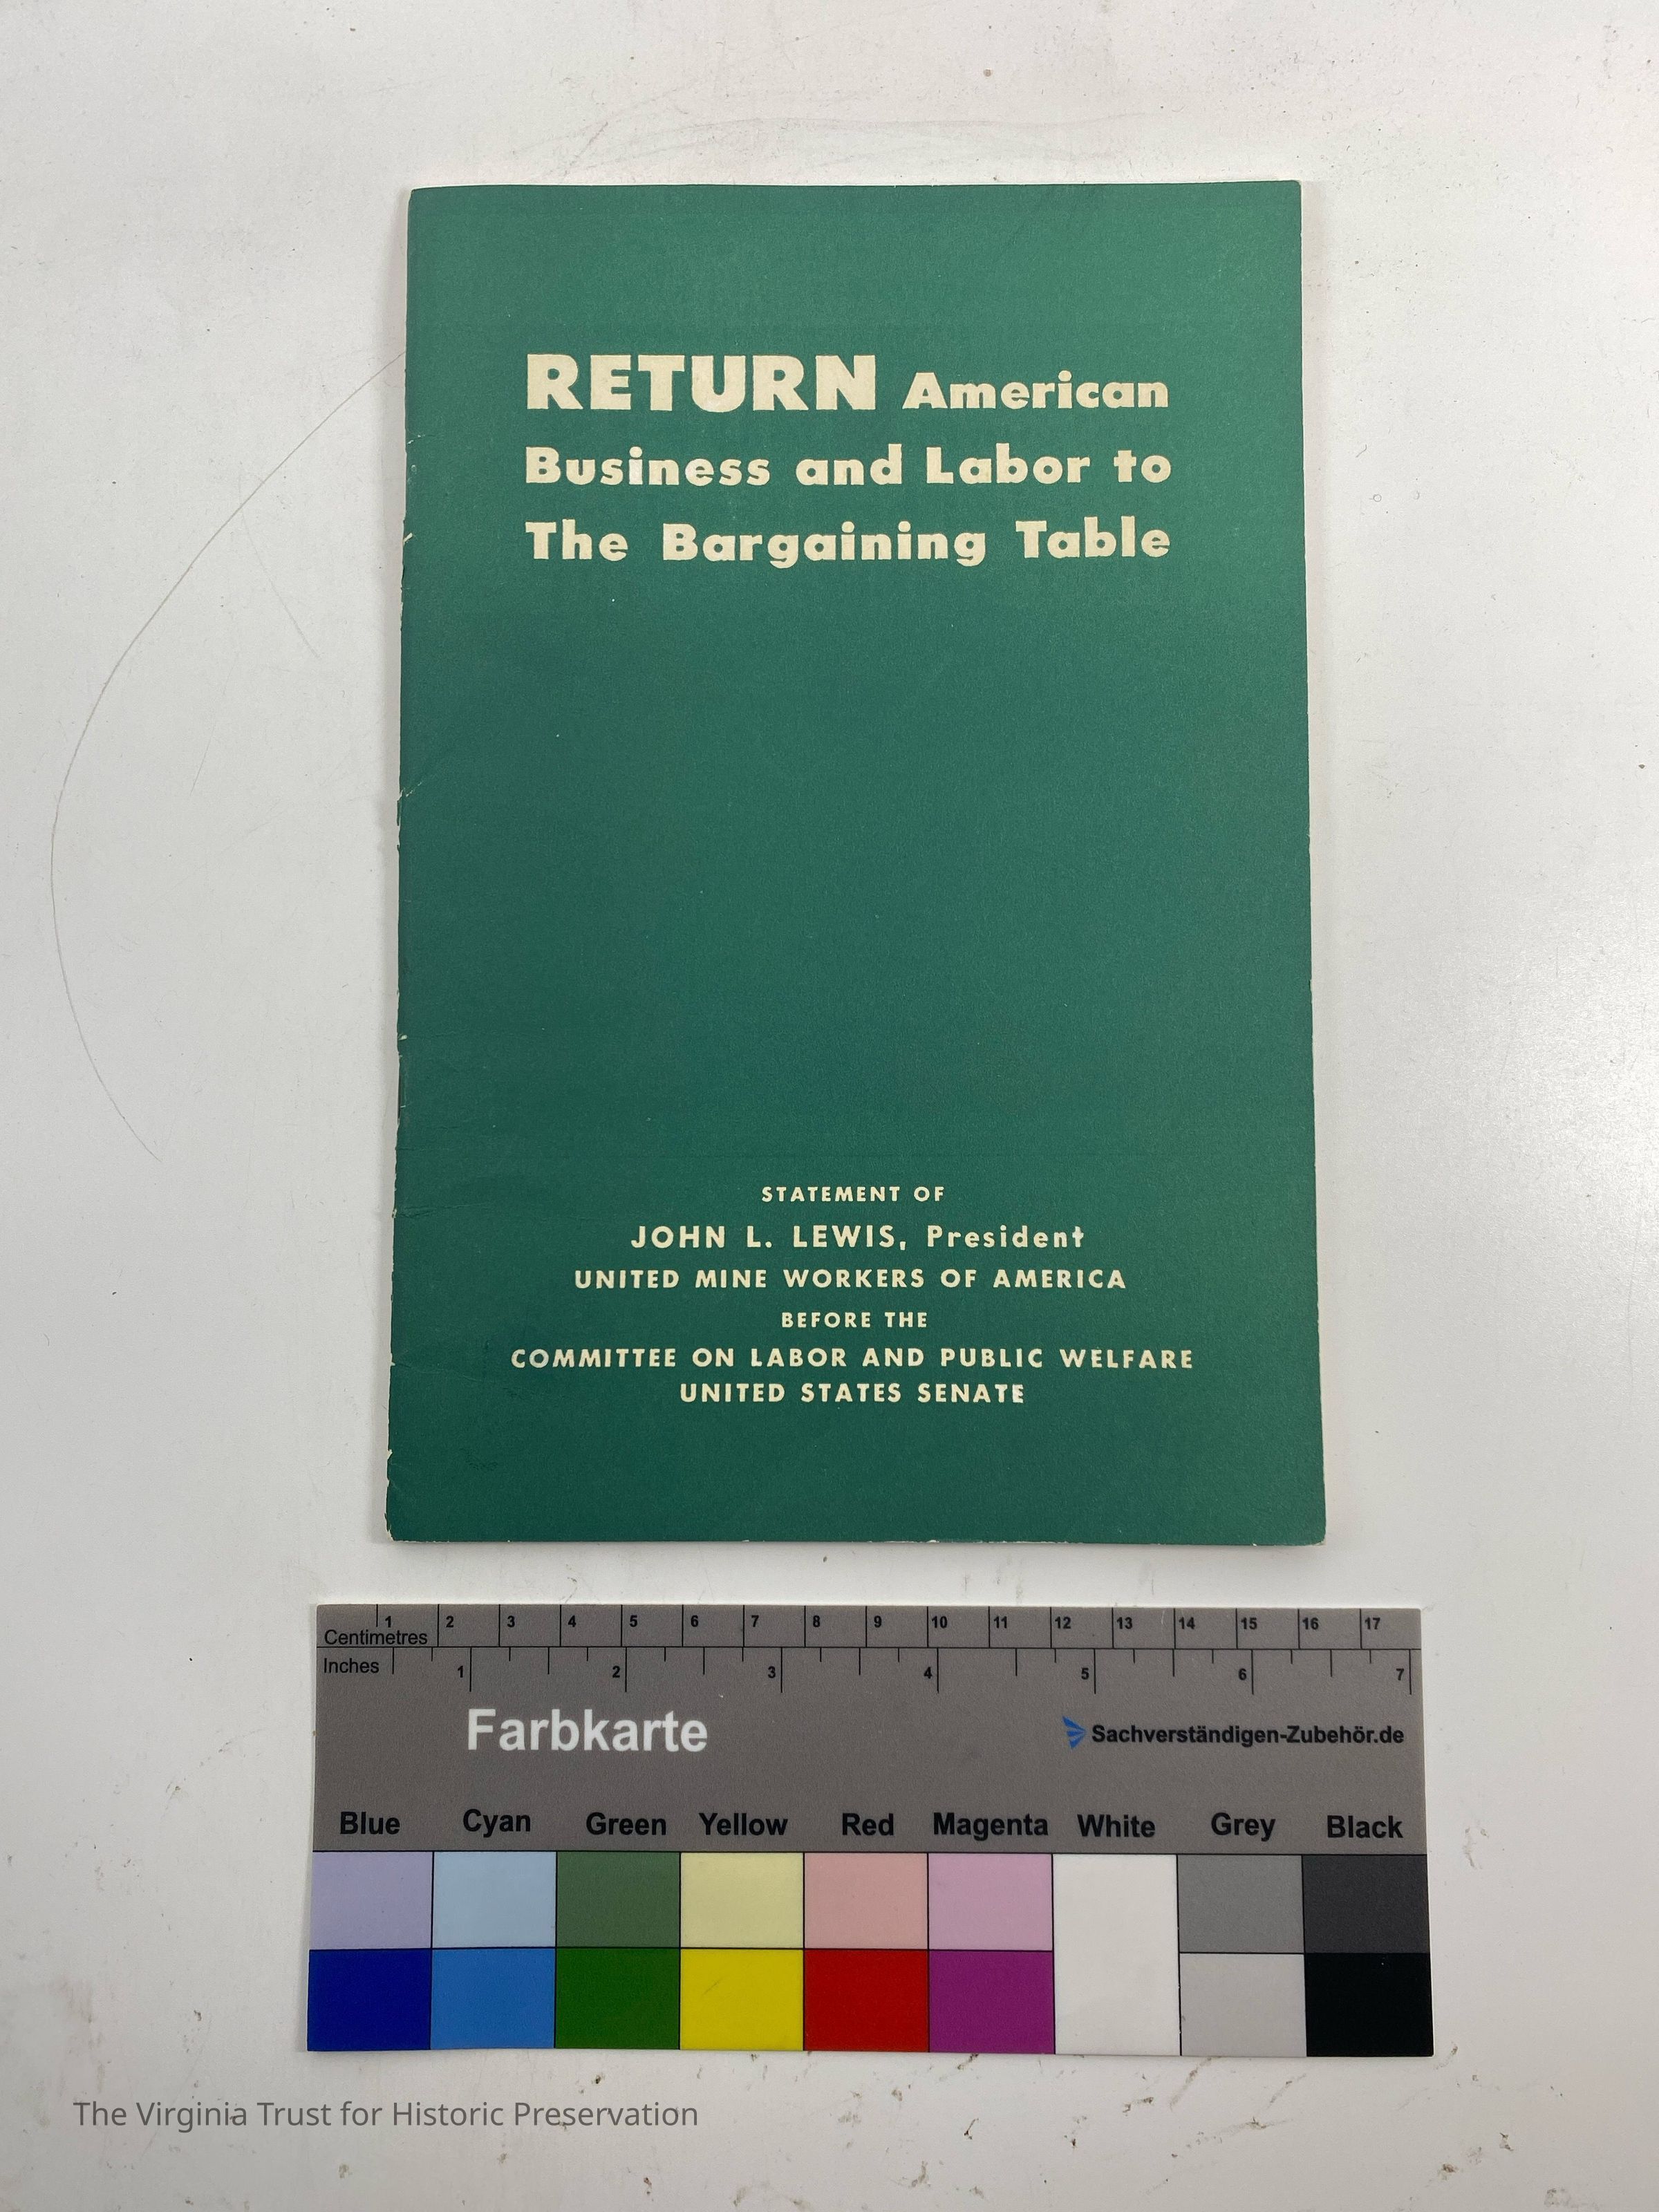 RETURN American
Business and Labor to
The Bargaining Table
STATEMENT OF
JOHN L. LEWIS, President
UNITED MINE WORKERS OF AMERICA
BEFORE THE
COMMITTEE ON LABOR AND PUBLIC WELFARE
UNITED STATES SENATE
1 2 3 4 5 6 7 8 9 10 11 12 13 14 15 16 17
Centimetres
Inches 1 2 3 4 5 6 7
Farbkarte
Sachverständigen-Zubehör.de
Blue Cyan Green Yellow Red Magenta White Grey Black
The Virginia Trust for Historic Preservation